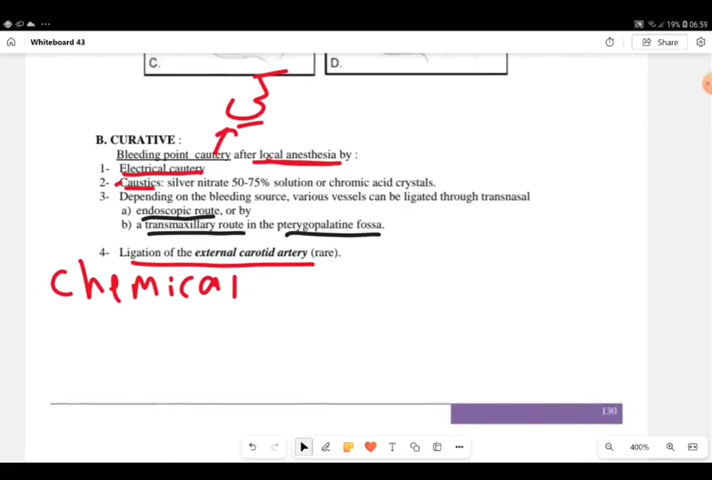 19% 06:59
Whiteboard 43
Share
C.
D.
B. CURATIVE :
Bleeding point cautery after local anesthesia by :
1- Electrical cautery
2- Caustics: silver nitrate 50-75% solution or chromic acid crystals.
3- Depending on the bleeding source, various vessels can be ligated through transnasal
a) endoscopic route, or by
b) a transmaxillary route in the pterygopalatine fossa.
4- Ligation of the external carotid artery (rare).
Chemical
130
T
400%